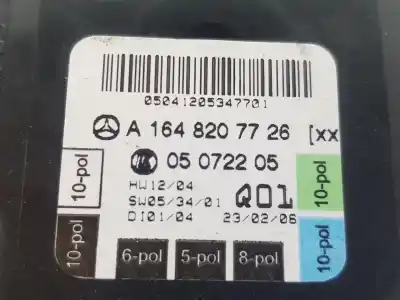 05041205347701
A 164 820 77 26 [xx
05 0722 05
10-pol
10-pol
HW12/04
SW05/34/01
DI01/04
Q01
23/02/06
10-pol
10-pol
6-pol
5-pol
8-pol